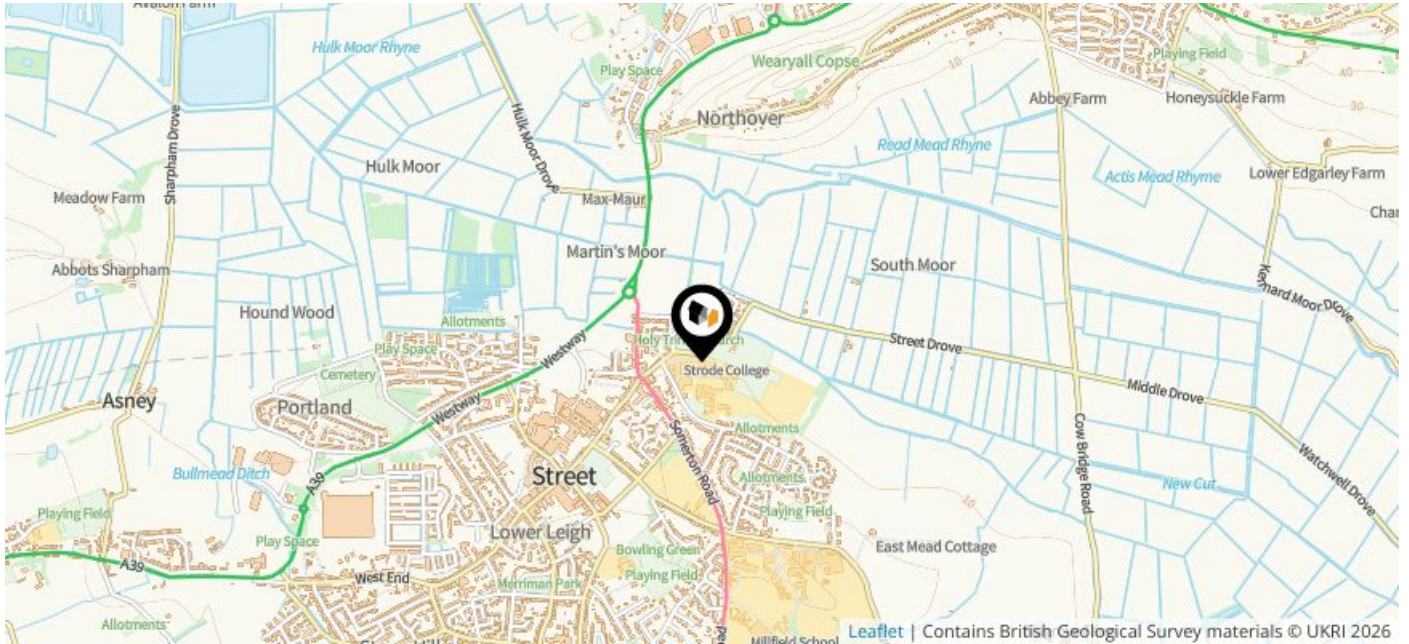 Avalon Farm
Hulk Moor Rhyne
Play Space
Wearyall Copse
Playing Field
Abbey Farm
Honeysuckle Farm
Northover
Sharpham Drove
Hulk Moor Drove
Hulk Moor
Read Mead Rhyne
Actis Mead Rhyme
Lower Edgarley Farm
Meadow Farm
Max-Maur
Martin's Moor
South Moor
Abbots Sharpham
Kennard Moor Drove
Hound Wood
Allotments
Play Space
Westway
Holy Trinity Church
Strode College
Street Drove
Cemetery
Middle Drove
Asney
Portland
Westway
Somerton Road
Allotments
Cow Bridge Road
Watchwell Drove
Bullmead Ditch
A39
Street
Allotments
New Cut
Playing Field
Playing Field
Lower Leigh
Play Space
East Mead Cottage
Bowling Green
A39
West End
Merriman Park
Playing Field
Allotments
Millfield School
Leaflet | Contains British Geological Survey materials © UKRI 2026